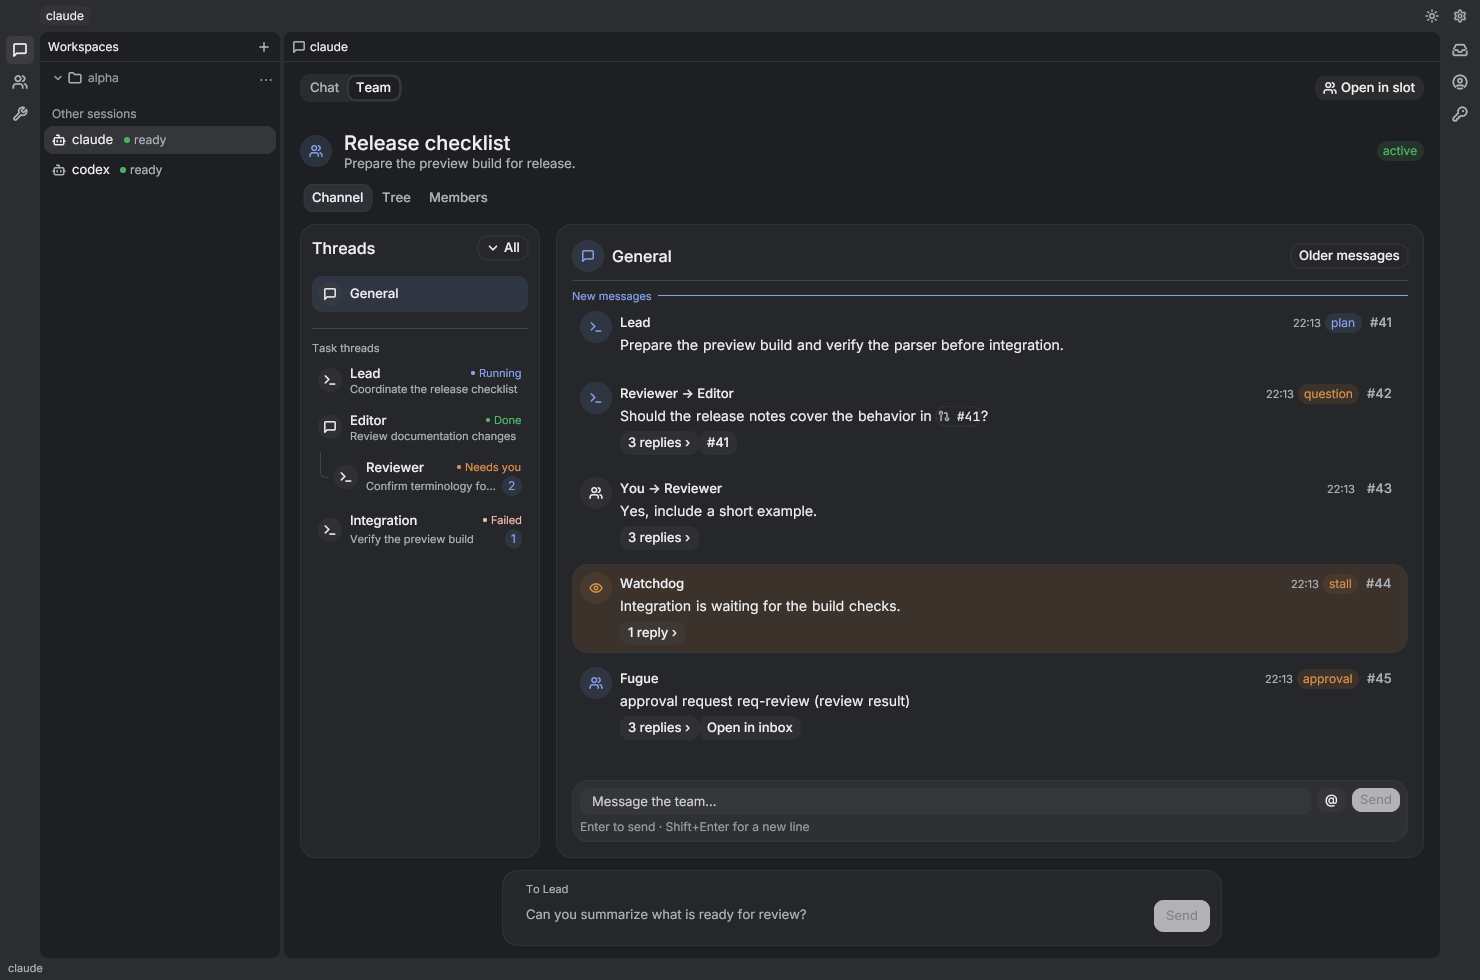 claude
Workspaces
alpha
Other sessions
claude ready
codex ready
claude
Chat Team
Open in slot
Release checklist
Prepare the preview build for release.
active
Channel Tree Members
Threads
All
General
Task threads
Lead Running
Coordinate the release checklist
Editor Done
Review documentation changes
Reviewer Needs you
Confirm terminology fo... 2
Integration Failed
Verify the preview build 1
General
Older messages
New messages
Lead 22:13 plan #41
Prepare the preview build and verify the parser before integration.
Reviewer → Editor 22:13 question #42
Should the release notes cover the behavior in #41?
3 replies › #41
You → Reviewer 22:13 #43
Yes, include a short example.
3 replies ›
Watchdog 22:13 stall #44
Integration is waiting for the build checks.
1 reply ›
Fugue 22:13 approval #45
approval request req-review (review result)
3 replies › Open in inbox
Message the team... @ Send
Enter to send · Shift+Enter for a new line
To Lead
Can you summarize what is ready for review?
Send
claude